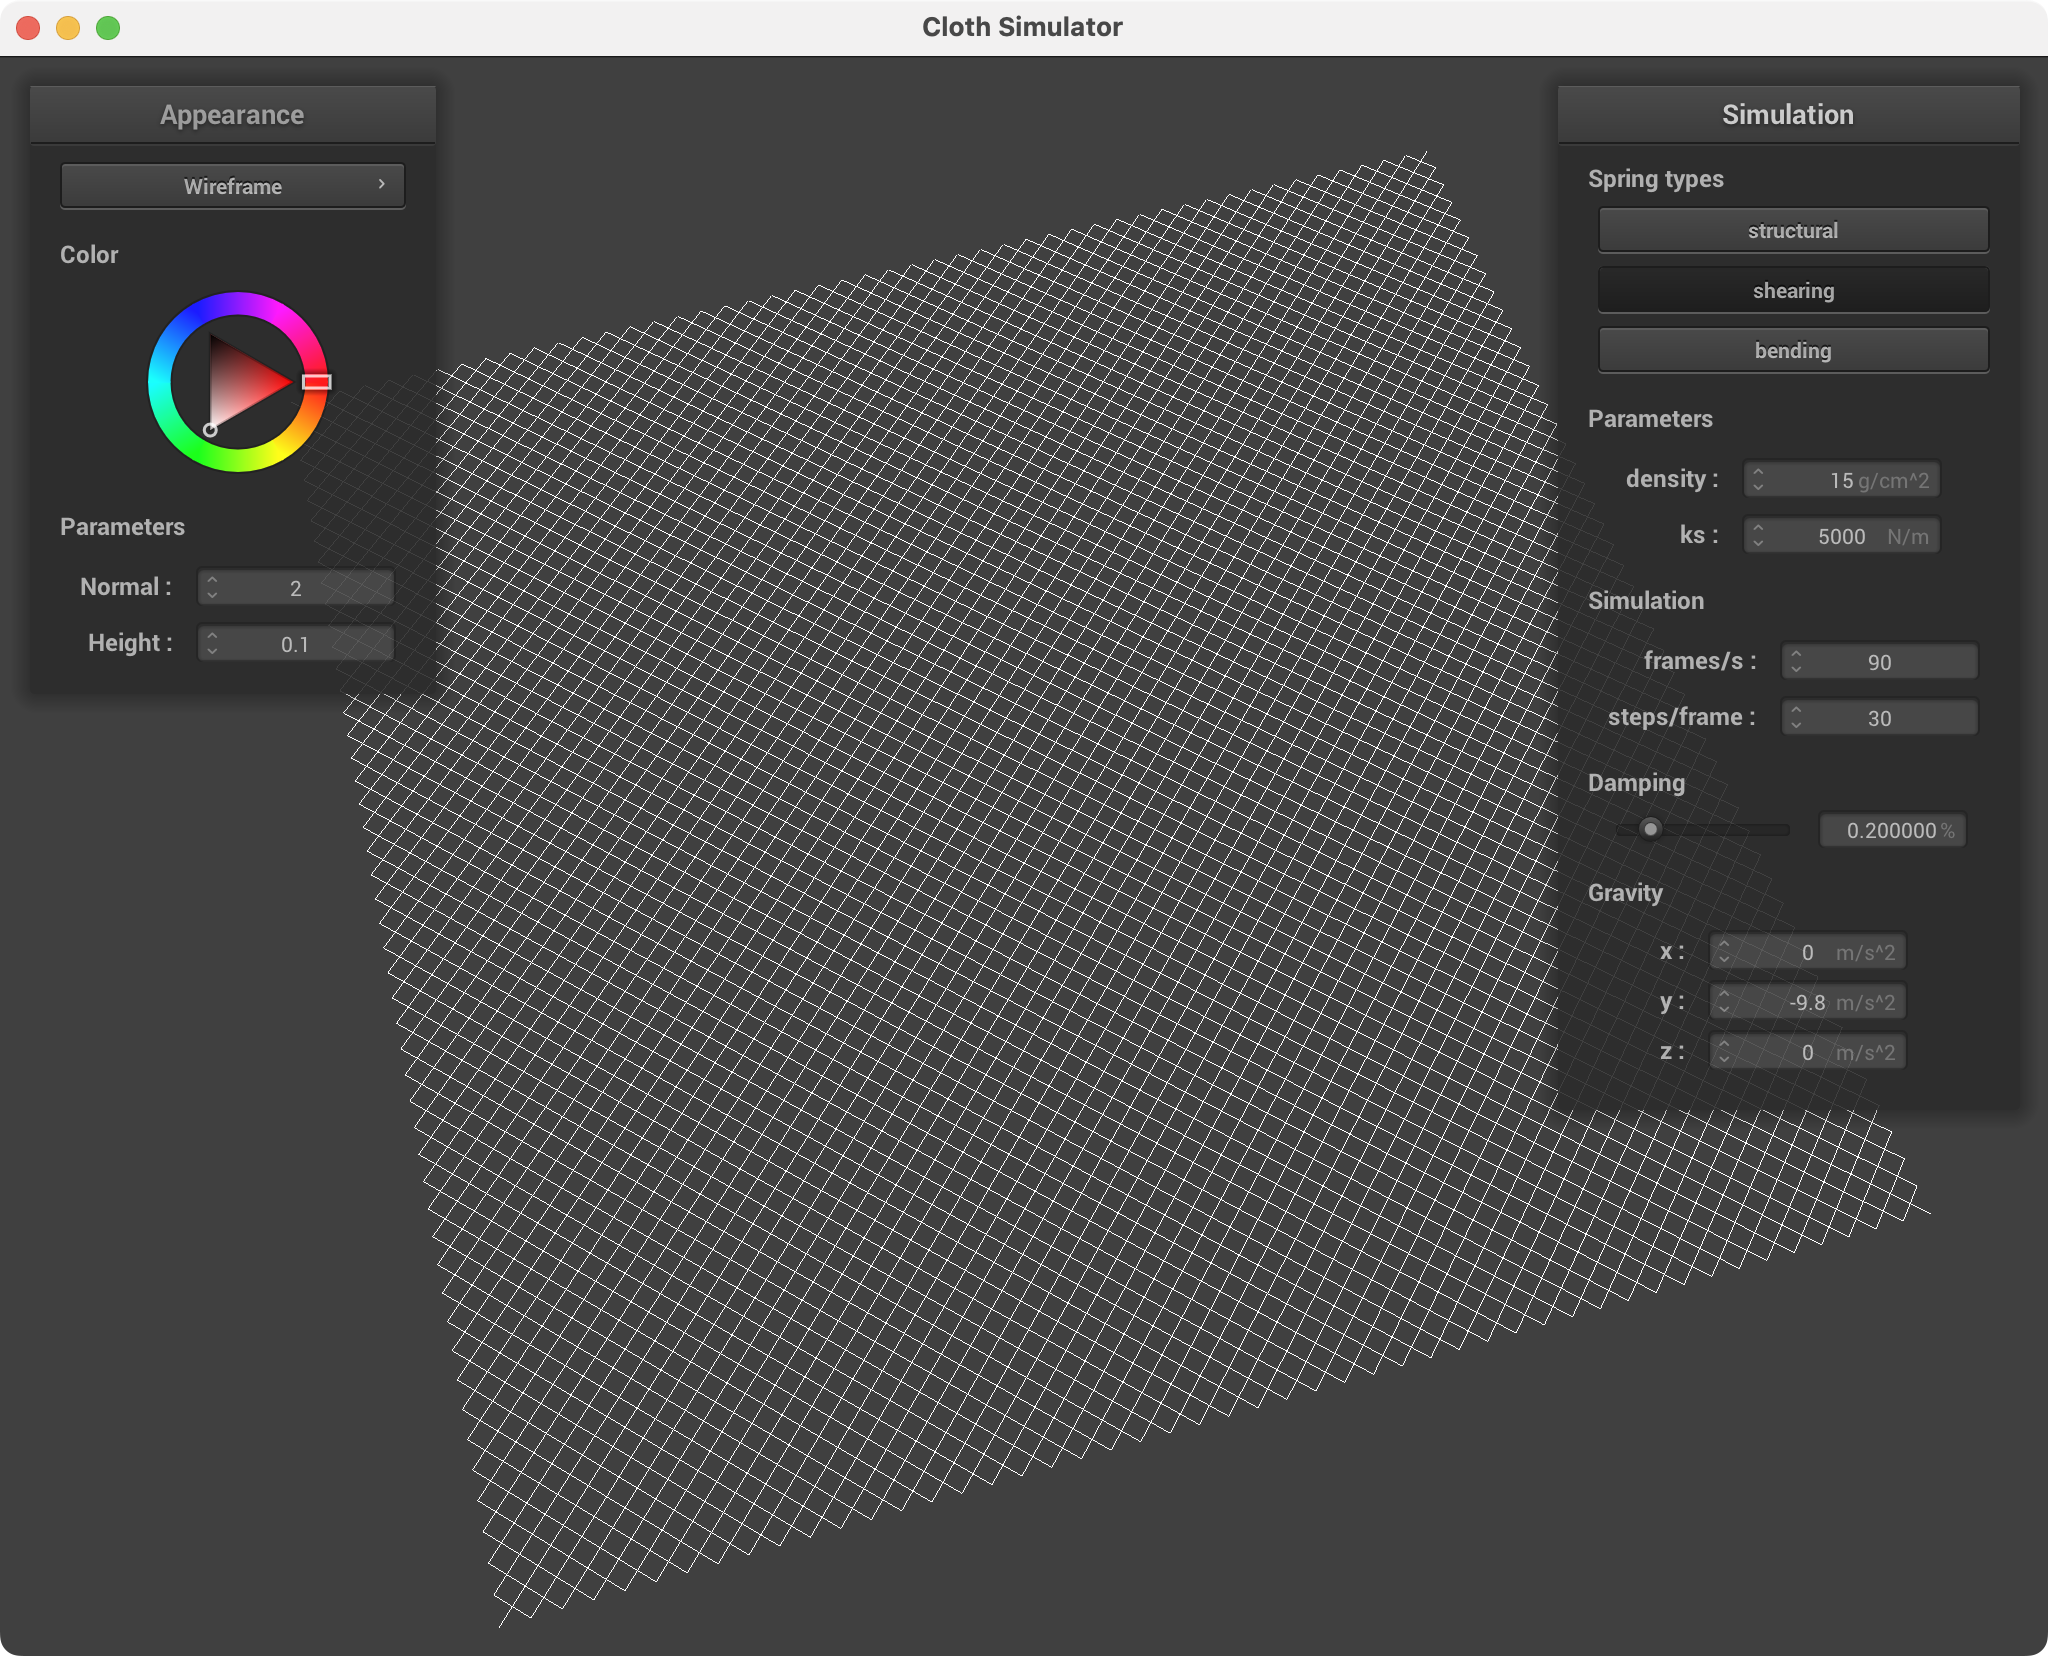 Cloth Simulator
Appearance
Wireframe
Color
Parameters
Normal : 2
Height : 0.1
Simulation
Spring types
structural
shearing
bending
Parameters
density : 15 g/cm^2
ks : 5000 N/m
Simulation
frames/s : 90
steps/frame : 30
Damping
0.200000 %
Gravity
x : 0 m/s^2
y : -9.8 m/s^2
z : 0 m/s^2